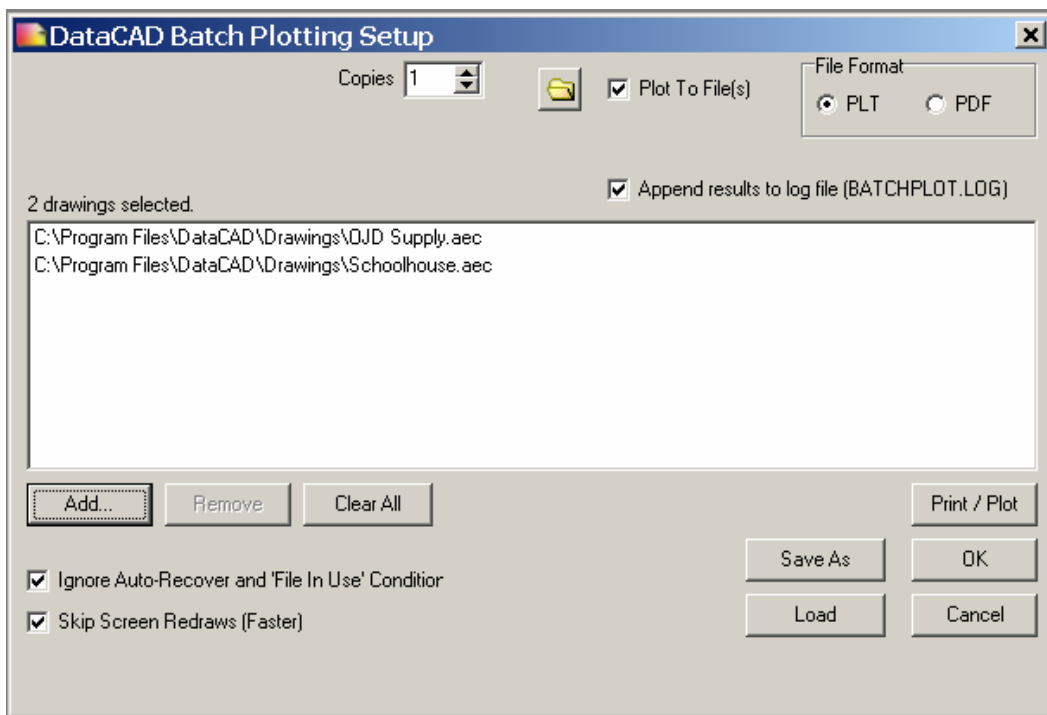 DataCAD Batch Plotting Setup
Copies 1
Plot To File(s)
File Format
PLT
PDF
Append results to log file (BATCHPLOT.LOG)
2 drawings selected.
C:\Program Files\DataCAD\Drawings\OJD Supply.aec
C:\Program Files\DataCAD\Drawings\Schoolhouse.aec
Add...
Remove
Clear All
Print / Plot
Save As
OK
Ignore Auto-Recover and 'File In Use' Condition
Load
Cancel
Skip Screen Redraws (Faster)